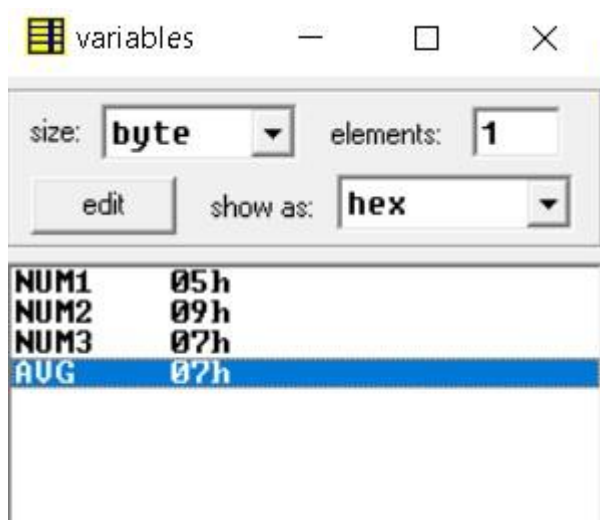 variables
size: byte elements: 1
edit show as: hex
NUM1 05h
NUM2 09h
NUM3 07h
AVG 07h